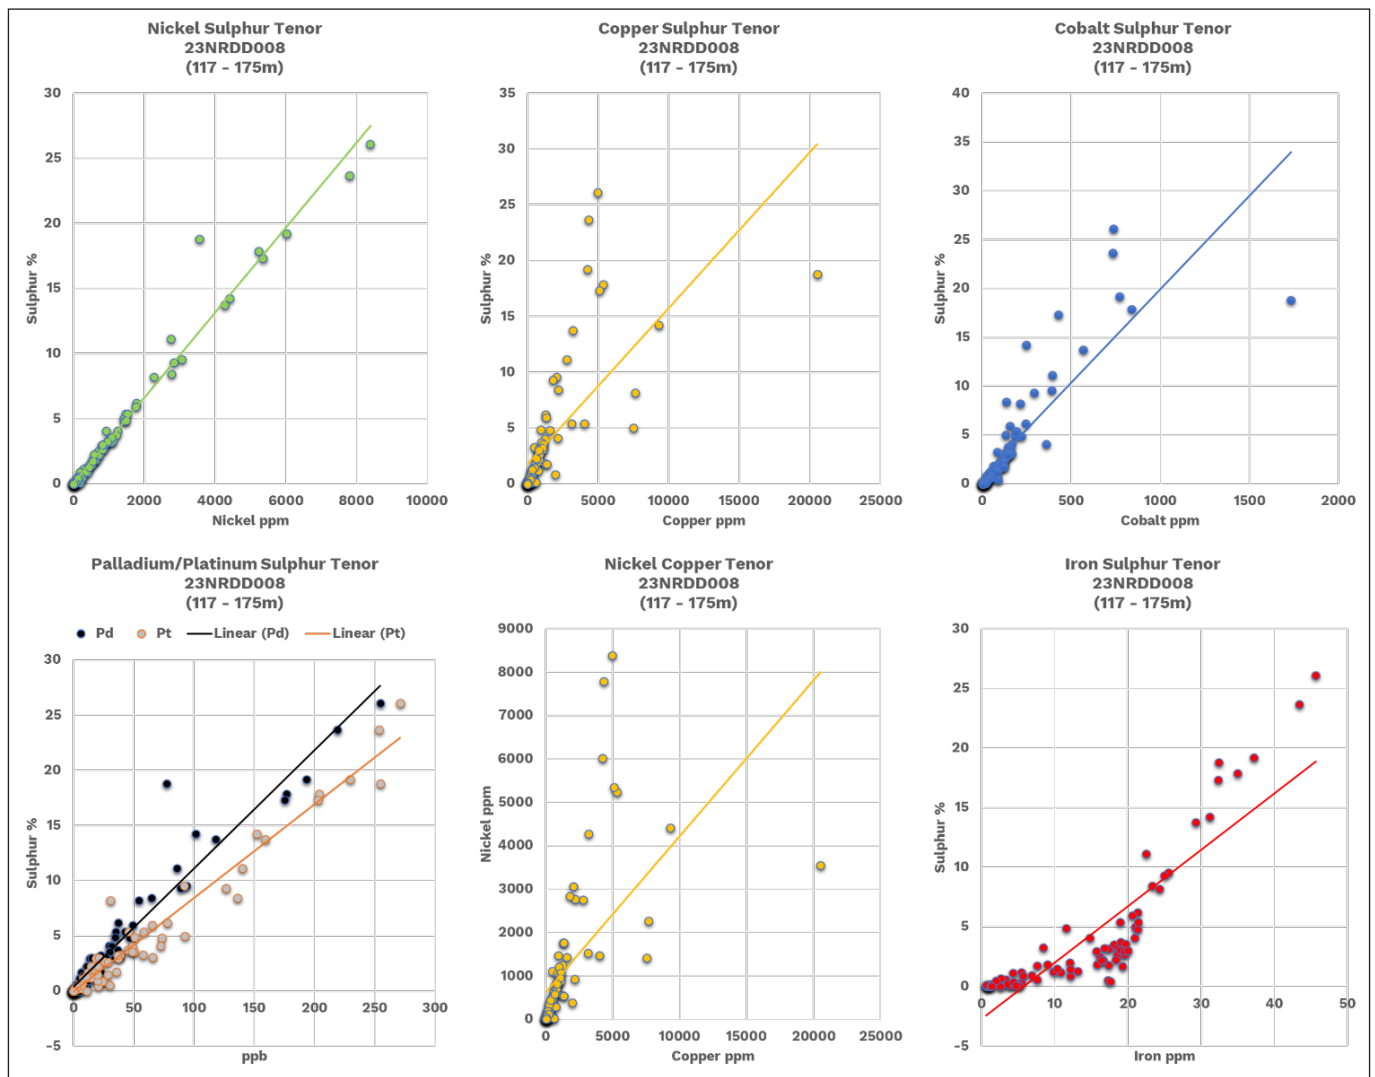 Nickel Sulphur Tenor
23NRDD008
(117 - 175m)
30
25
20
15
10
5
0
Sulphur %
0 2000 4000 6000 8000 10000
Nickel ppm
Copper Sulphur Tenor
23NRDD008
(117 - 175m)
35
30
25
20
15
10
5
0
Sulphur %
0 5000 10000 15000 20000 25000
Copper ppm
Cobalt Sulphur Tenor
23NRDD008
(117 - 175m)
40
35
30
25
20
15
10
5
0
Sulphur %
0 500 1000 1500 2000
Cobalt ppm
Palladium/Platinum Sulphur Tenor
23NRDD008
(117 - 175m)
Pd Pt Linear (Pd) Linear (Pt)
30
25
20
15
10
5
0
-5
Sulphur %
0 50 100 150 200 250 300
ppb
Nickel Copper Tenor
23NRDD008
(117 - 175m)
9000
8000
7000
6000
5000
4000
3000
2000
1000
0
Nickel ppm
0 5000 10000 15000 20000 25000
Copper ppm
Iron Sulphur Tenor
23NRDD008
(117 - 175m)
30
25
20
15
10
5
0
-5
Sulphur %
0 10 20 30 40 50
Iron ppm